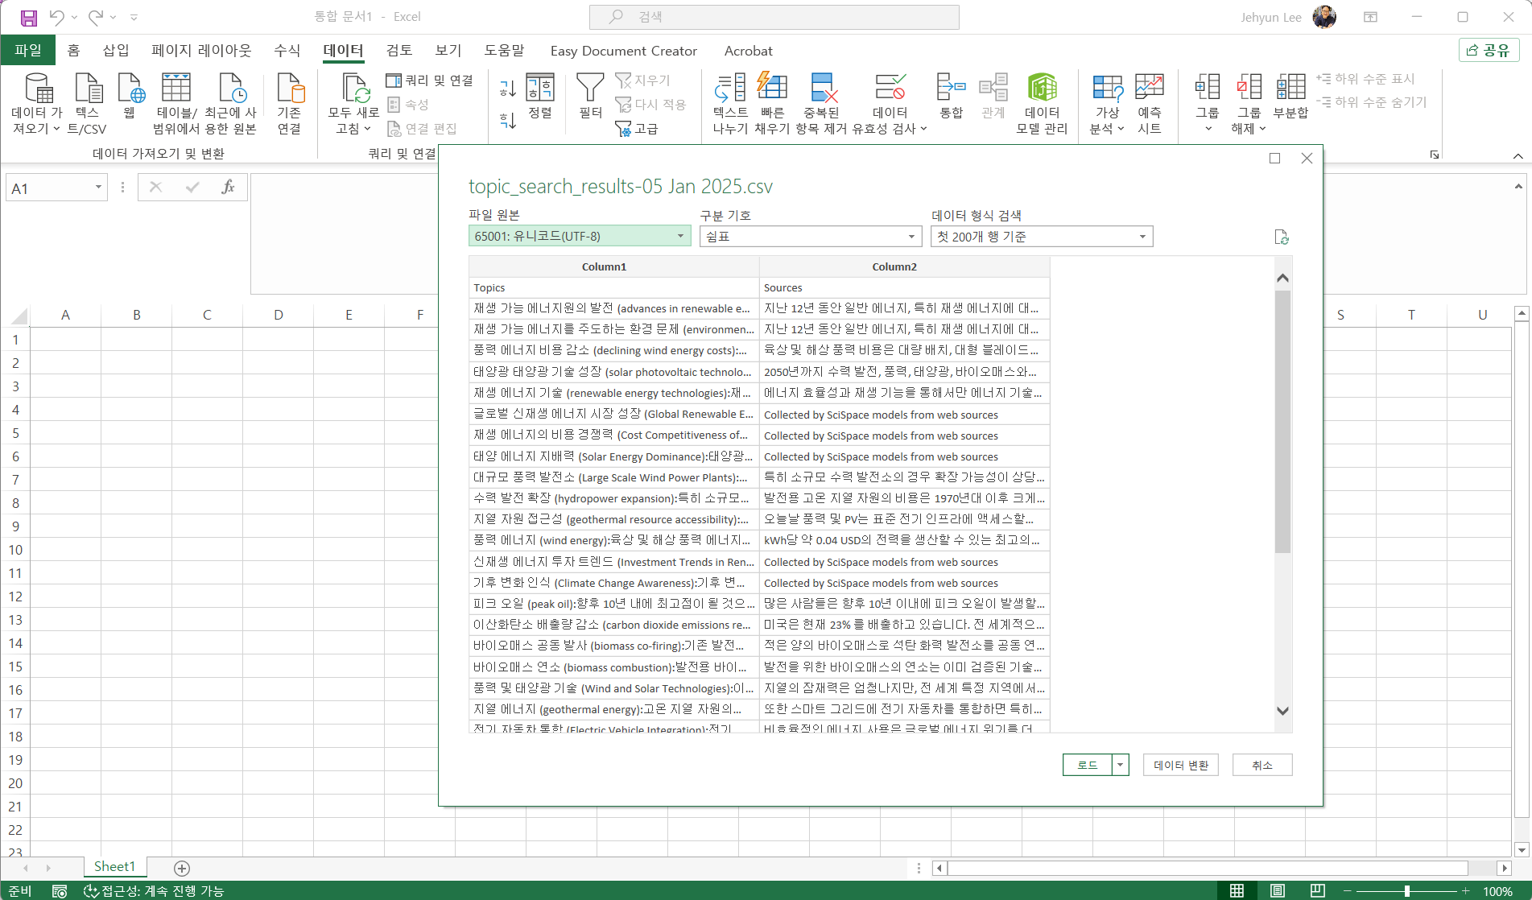 통합 문서1 - Excel
검색
Jehyun Lee
파일 홈 삽입 페이지 레이아웃 수식 데이터 검토 보기 도움말 Easy Document Creator Acrobat
공유
데이터 가져오기
텍스트/CSV
웹
테이블/범위에서
최근에 사용한 원본
기존 연결
모두 새로 고침
쿼리 및 연결
속성
연결 편집
정렬
필터
지우기
다시 적용
고급
텍스트 나누기
빠른 채우기
중복된 항목 제거
데이터 유효성 검사
통합
관계
데이터 모델 관리
가상 분석
예측 시트
그룹
그룹 해제
부분합
하위 수준 표시
하위 수준 숨기기
데이터 가져오기 및 변환
쿼리 및 연결
A1
fx
topic_search_results-05 Jan 2025.csv
파일 원본 구분 기호 데이터 형식 검색
65001: 유니코드(UTF-8) 쉼표 첫 200개 행 기준
Column1 Column2
Topics Sources
재생 가능 에너지원의 발전 (advances in renewable e... 지난 12년 동안 일반 에너지, 특히 재생 에너지에 대...
재생 가능 에너지를 주도하는 환경 문제 (environmen... 지난 12년 동안 일반 에너지, 특히 재생 에너지에 대...
풍력 에너지 비용 감소 (declining wind energy costs):... 육상 및 해상 풍력 비용은 대량 배치, 대형 블레이드...
태양광 태양광 기술 성장 (solar photovoltaic technolo... 2050년까지 수력 발전, 풍력, 태양광, 바이오매스와...
재생 에너지 기술 (renewable energy technologies):재... 에너지 효율성과 재생 기능을 통해서만 에너지 기술...
글로벌 신재생 에너지 시장 성장 (Global Renewable E... Collected by SciSpace models from web sources
재생 에너지의 비용 경쟁력 (Cost Competitiveness of... Collected by SciSpace models from web sources
태양 에너지 지배력 (Solar Energy Dominance):태양광... Collected by SciSpace models from web sources
대규모 풍력 발전소 (Large Scale Wind Power Plants):... 특히 소규모 수력 발전소의 경우 확장 가능성이 상당...
수력 발전 확장 (hydropower expansion):특히 소규모... 발전용 고온 지열 자원의 비용은 1970년대 이후 크게...
지열 자원 접근성 (geothermal resource accessibility):... 오늘날 풍력 및 PV는 표준 전기 인프라에 액세스할...
풍력 에너지 (wind energy):육상 및 해상 풍력 에너지... kWh당 약 0.04 USD의 전력을 생산할 수 있는 최고의...
신재생 에너지 투자 트렌드 (Investment Trends in Ren... Collected by SciSpace models from web sources
기후 변화 인식 (Climate Change Awareness):기후 변... Collected by SciSpace models from web sources
피크 오일 (peak oil):향후 10년 내에 최고점이 될 것으... 많은 사람들은 향후 10년 이내에 피크 오일이 발생할...
이산화탄소 배출량 감소 (carbon dioxide emissions re... 미국은 현재 23% 를 배출하고 있습니다. 전 세계적으...
바이오매스 공동 발사 (biomass co-firing):기존 발전... 적은 양의 바이오매스로 석탄 화력 발전소를 공동 연...
바이오매스 연소 (biomass combustion):발전용 바이... 발전을 위한 바이오매스의 연소는 이미 검증된 기술...
풍력 및 태양광 기술 (Wind and Solar Technologies):이... 지열의 잠재력은 엄청나지만, 전 세계 특정 지역에서...
지열 에너지 (geothermal energy):고온 지열 자원의... 또한 스마트 그리드에 전기 자동차를 통합하면 특히...
전기 자동차 통합 (Electric Vehicle Integration):전기... 비효율적인 에너지 사용은 글로벌 에너지 위기를 더...
로드 데이터 변환 취소
A B C D E F S T U
1
2
3
4
5
6
7
8
9
10
11
12
13
14
15
16
17
18
19
20
21
22
23
Sheet1
준비 접근성: 계속 진행 가능 100%